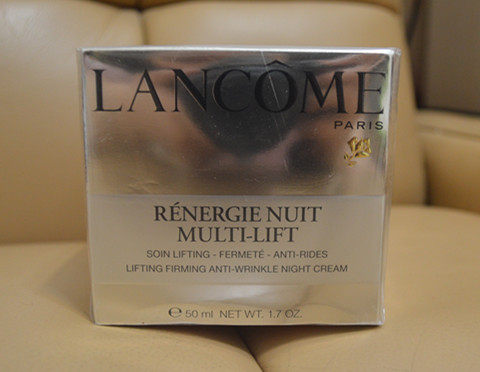 LANCÔME
PARIS
RÉNERGIE NUIT
MULTI-LIFT
SOIN LIFTING - FERMETÉ - ANTI-RIDES
LIFTING FIRMING ANTI-WRINKLE NIGHT CREAM
℮ 50 ml NET WT. 1.7 OZ.